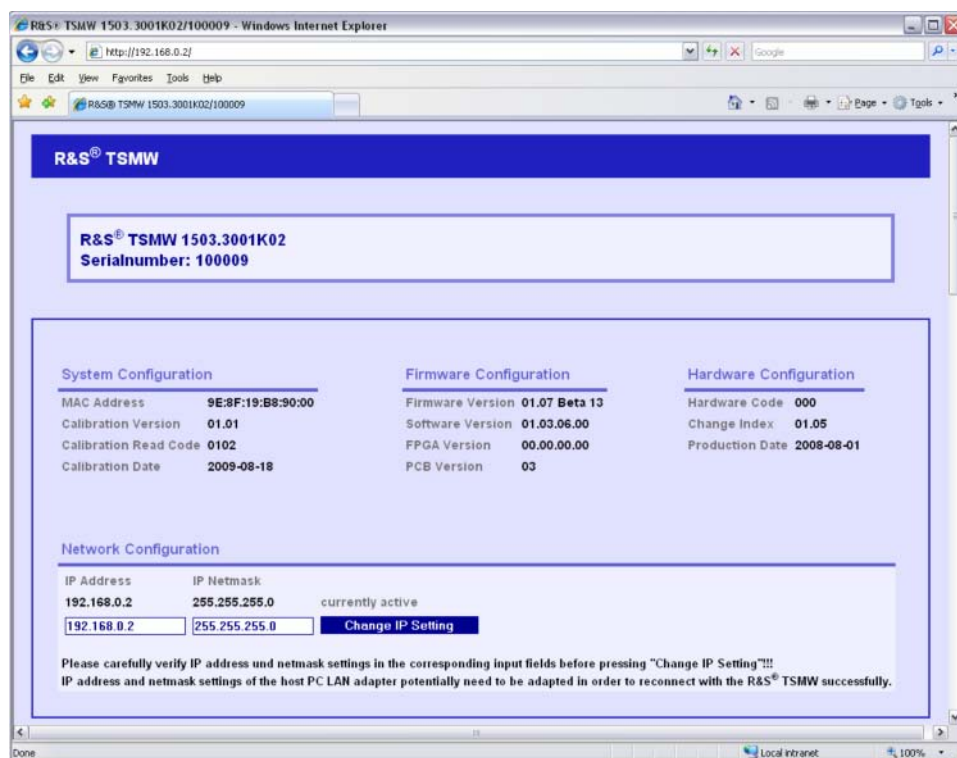 R&S® TSMW 1503.3001K02/100009 - Windows Internet Explorer
http://192.168.0.2/
Google
File Edit View Favorites Tools Help
R&S® TSMW 1503.3001K02/100009
Page Tools
R&S® TSMW
R&S® TSMW 1503.3001K02
Serialnumber: 100009
System Configuration
MAC Address 9E:8F:19:B8:90:00
Calibration Version 01.01
Calibration Read Code 0102
Calibration Date 2009-08-18
Firmware Configuration
Firmware Version 01.07 Beta 13
Software Version 01.03.06.00
FPGA Version 00.00.00.00
PCB Version 03
Hardware Configuration
Hardware Code 000
Change Index 01.05
Production Date 2008-08-01
Network Configuration
IP Address IP Netmask
192.168.0.2 255.255.255.0 currently active
192.168.0.2 255.255.255.0 Change IP Setting
Please carefully verify IP address und netmask settings in the corresponding input fields before pressing "Change IP Setting"!!!
IP address and netmask settings of the host PC LAN adapter potentially need to be adapted in order to reconnect with the R&S® TSMW successfully.
Done Local intranet 100%